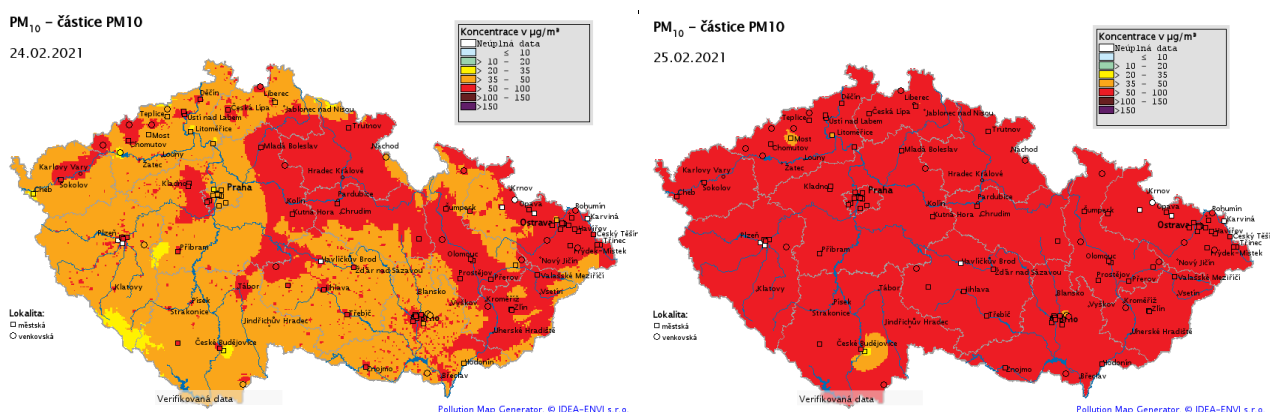 PM10 – částice PM10
24.02.2021
Koncentrace v µg/m³
Neúplná data
≤ 10
> 10 - 20
> 20 - 35
> 35 - 50
> 50 - 100
>100 - 150
>150
Děčín
Liberec
Teplice
Česká Lípa
Jablonec nad Nisou
Ústí nad Labem
Most
Litoměřice
Trutnov
Chomutov
Louny
Mladá Boleslav
Náchod
Žatec
Karlovy Vary
Hradec Králové
Sokolov
Kladno
Praha
Cheb
Krnov
Pardubice
Opava
Bohumín
Kolín
Šumperk
Karviná
Kutná Hora
Chrudim
Ostrava
Havířov
Plzeň
Český Těšín
Třinec
Příbram
Frýdek-Místek
Olomouc
Nový Jičín
Havlíčkův Brod
Žďár nad Sázavou
Prostějov
Přerov
Valašské Meziříčí
Klatovy
Tábor
Jihlava
Blansko
Vsetín
Písek
Vyškov
Kroměříž
Strakonice
Třebíč
Zlín
Jindřichův Hradec
Brno
Uherské Hradiště
České Budějovice
Hodonín
Znojmo
Břeclav
Lokalita:
městská
venkovská
Verifikovaná data
Pollution Map Generator, © IDEA-ENVI s.r.o.
PM10 – částice PM10
25.02.2021
Koncentrace v µg/m³
Neúplná data
≤ 10
> 10 - 20
> 20 - 35
> 35 - 50
> 50 - 100
>100 - 150
>150
Děčín
Liberec
Teplice
Česká Lípa
Jablonec nad Nisou
Ústí nad Labem
Most
Litoměřice
Trutnov
Chomutov
Louny
Mladá Boleslav
Náchod
Žatec
Karlovy Vary
Hradec Králové
Sokolov
Kladno
Praha
Cheb
Krnov
Pardubice
Opava
Bohumín
Kolín
Šumperk
Karviná
Kutná Hora
Chrudim
Ostrava
Havířov
Plzeň
Český Těší
Třinec
Příbram
Frýdek-Místek
Olomouc
Nový Jičín
Havlíčkův Brod
Žďár nad Sázavou
Prostějov
Přerov
Valašské Meziříčí
Klatovy
Tábor
Jihlava
Blansko
Vsetín
Písek
Vyškov
Kroměříž
Strakonice
Třebíč
Zlín
Jindřichův Hradec
Brno
Uherské Hradiště
České Budějovice
Hodonín
Znojmo
Břeclav
Lokalita:
městská
venkovská
Verifikovaná data
Pollution Map Generator, © IDEA-ENVI s.r.o.